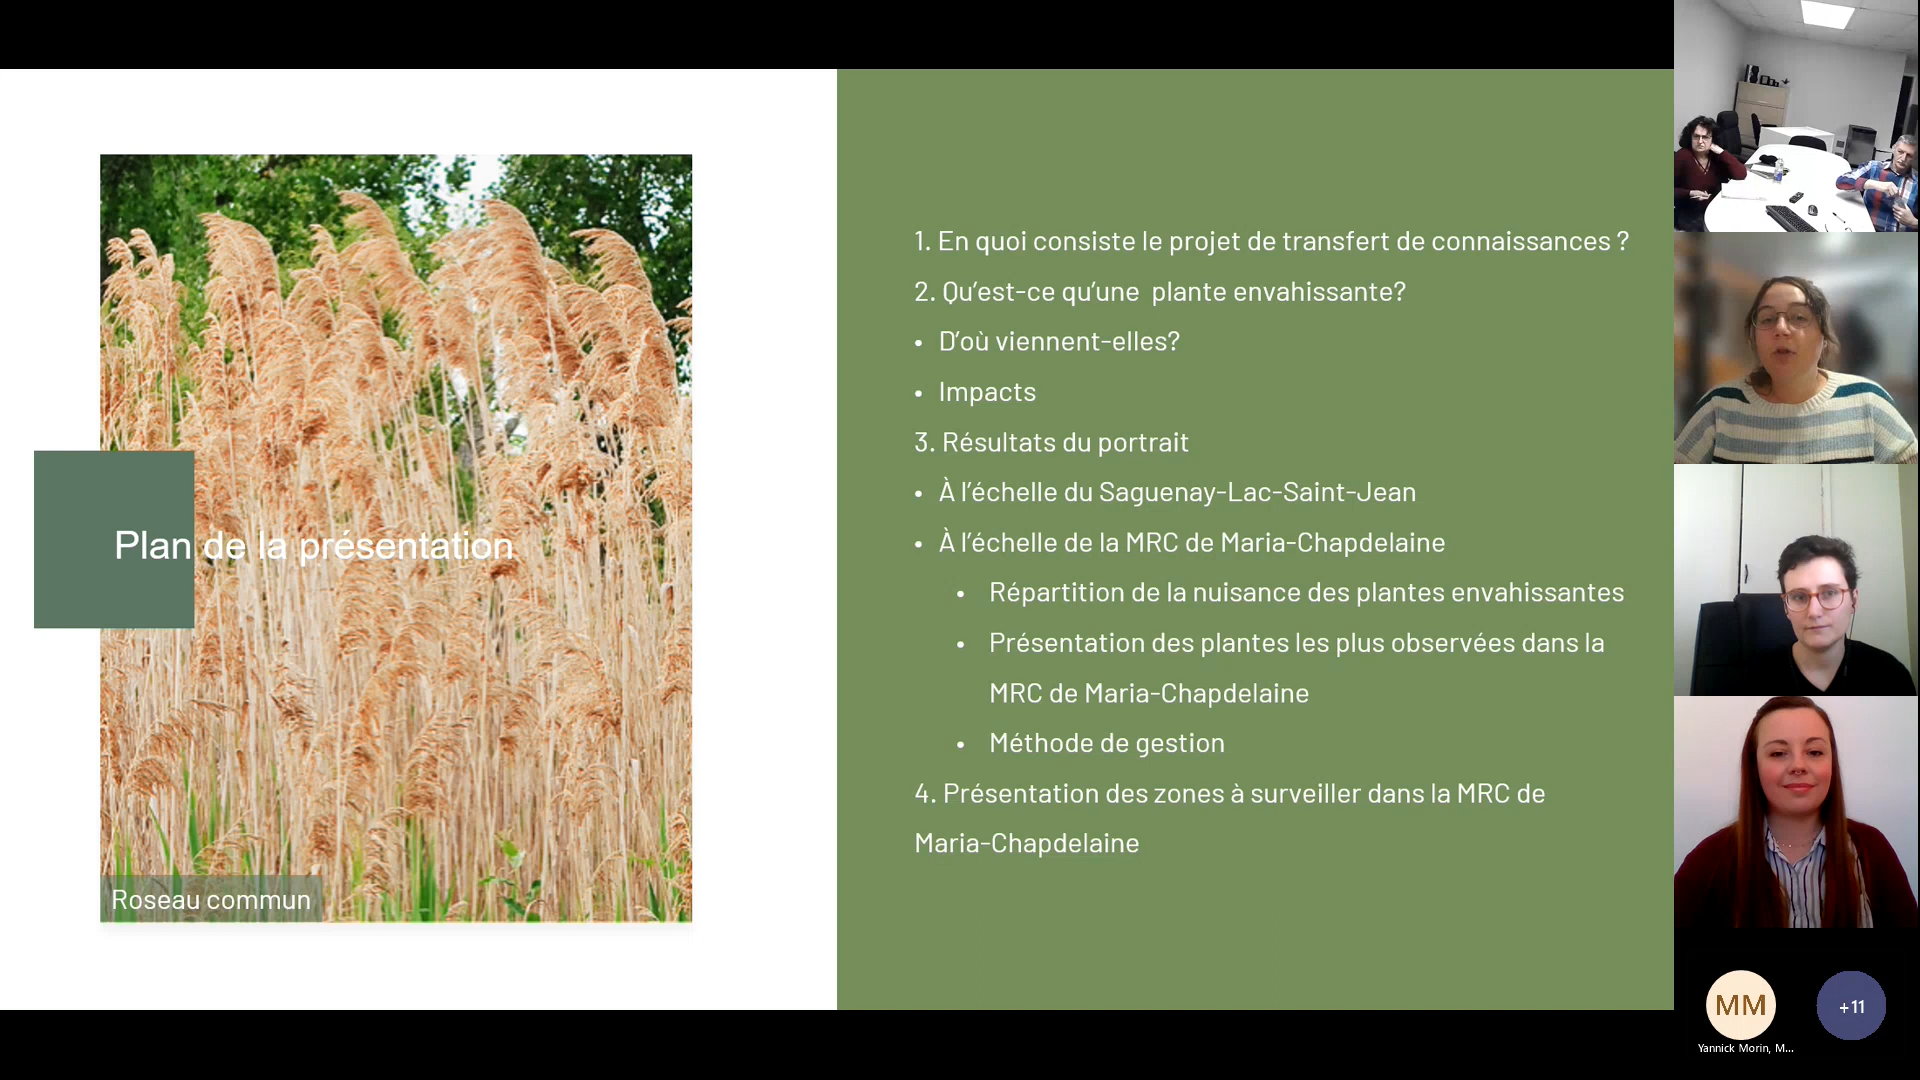 Plan de la présentation
Roseau commun
1. En quoi consiste le projet de transfert de connaissances ?
2. Qu’est-ce qu’une  plante envahissante?
• D’où viennent-elles?
• Impacts
3. Résultats du portrait
• À l’échelle du Saguenay-Lac-Saint-Jean
• À l’échelle de la MRC de Maria-Chapdelaine
• Répartition de la nuisance des plantes envahissantes
• Présentation des plantes les plus observées dans la
MRC de Maria-Chapdelaine
• Méthode de gestion
4. Présentation des zones à surveiller dans la MRC de
Maria-Chapdelaine
MM
+11
Yannick Morin, M...